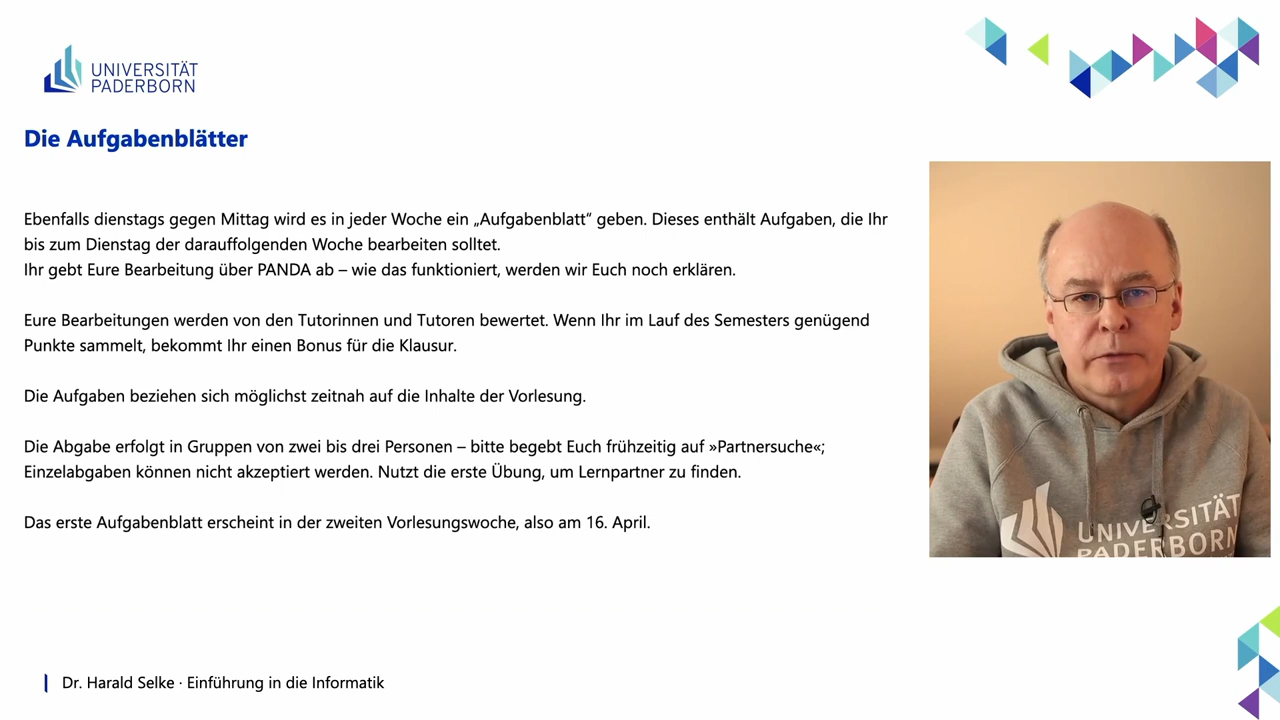 UNIVERSITÄT
PADERBORN
Die Aufgabenblätter
Ebenfalls dienstags gegen Mittag wird es in jeder Woche ein „Aufgabenblatt“ geben. Dieses enthält Aufgaben, die Ihr
bis zum Dienstag der darauffolgenden Woche bearbeiten solltet.
Ihr gebt Eure Bearbeitung über PANDA ab – wie das funktioniert, werden wir Euch noch erklären.
Eure Bearbeitungen werden von den Tutorinnen und Tutoren bewertet. Wenn Ihr im Lauf des Semesters genügend
Punkte sammelt, bekommt Ihr einen Bonus für die Klausur.
Die Aufgaben beziehen sich möglichst zeitnah auf die Inhalte der Vorlesung.
Die Abgabe erfolgt in Gruppen von zwei bis drei Personen – bitte begebt Euch frühzeitig auf »Partnersuche«;
Einzelabgaben können nicht akzeptiert werden. Nutzt die erste Übung, um Lernpartner zu finden.
Das erste Aufgabenblatt erscheint in der zweiten Vorlesungswoche, also am 16. April.
UNIVERSITÄT
PADERBORN
Dr. Harald Selke · Einführung in die Informatik